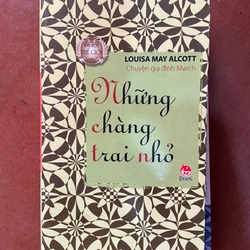 LOUISA MAY ALCOTT
Chuyện gia đình March
Những
chàng
trai nhỏ